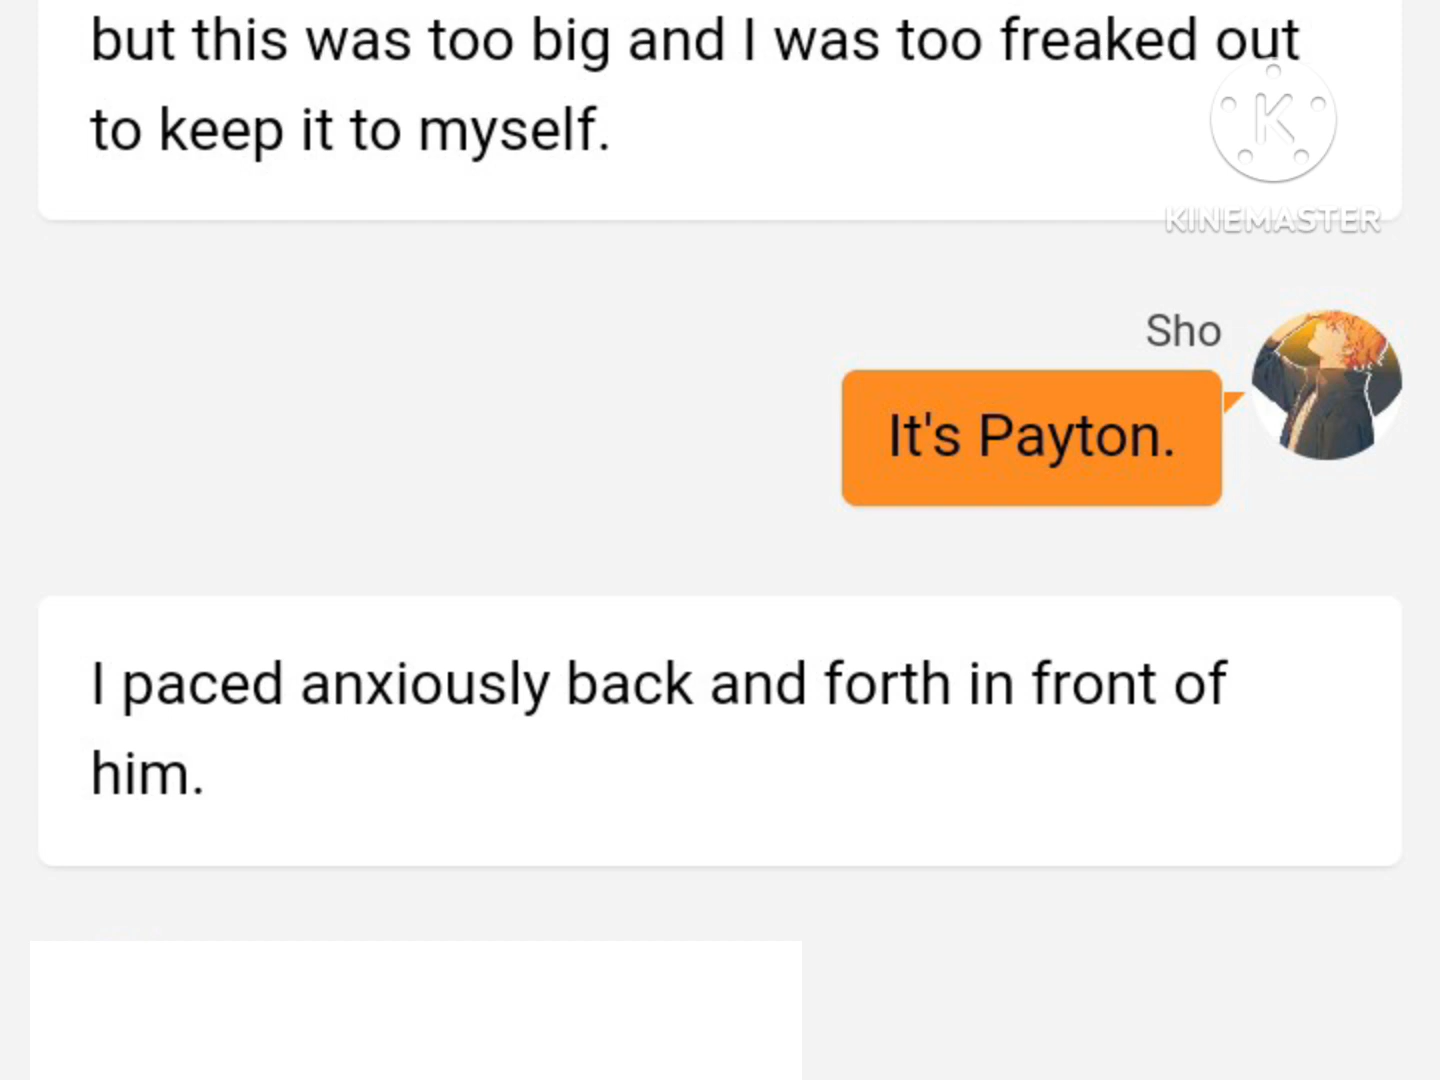 but this was too big and I was too freaked out
to keep it to myself.
K
KINEMASTER
Sho
It's Payton.
I paced anxiously back and forth in front of
him.